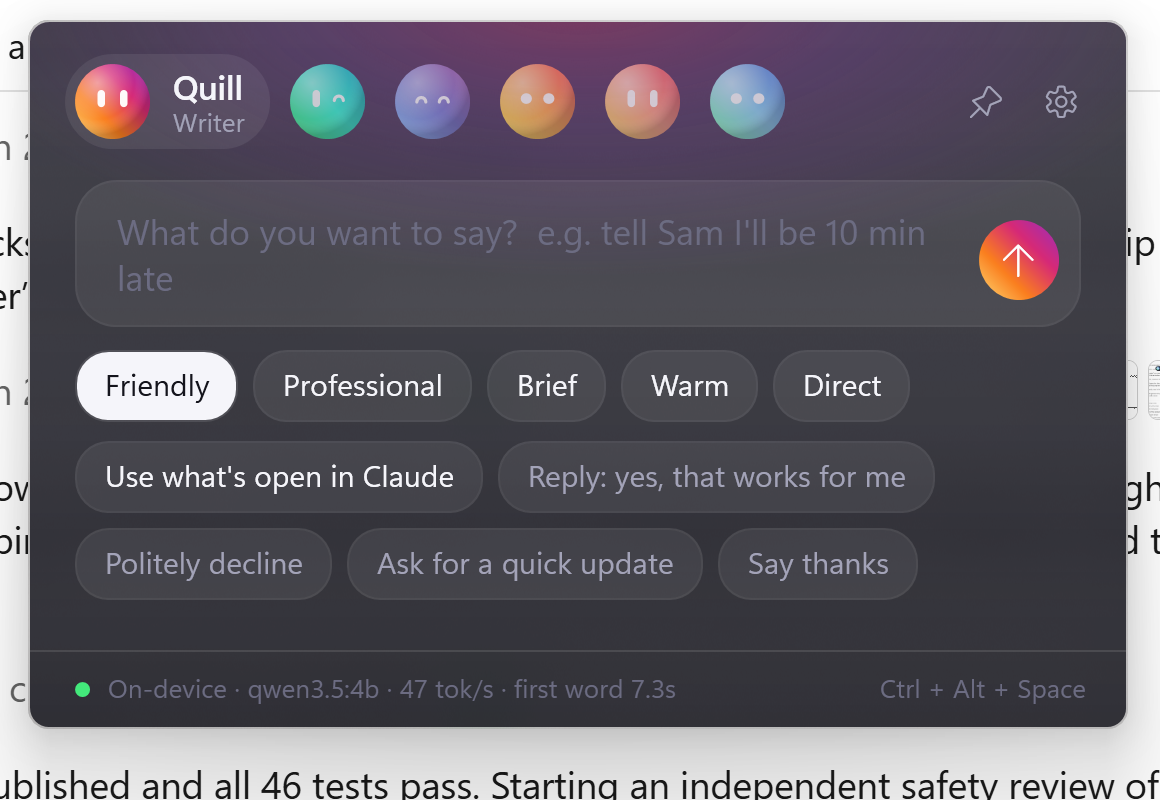 a
Quill
Writer
What do you want to say?  e.g. tell Sam I'll be 10 min
late
ip
Friendly
Professional
Brief
Warm
Direct
Use what's open in Claude
Reply: yes, that works for me
Politely decline
Ask for a quick update
Say thanks
On-device · qwen3.5:4b · 47 tok/s · first word 7.3s
Ctrl + Alt + Space
c
ublished and all 46 tests pass. Starting an independent safety review of